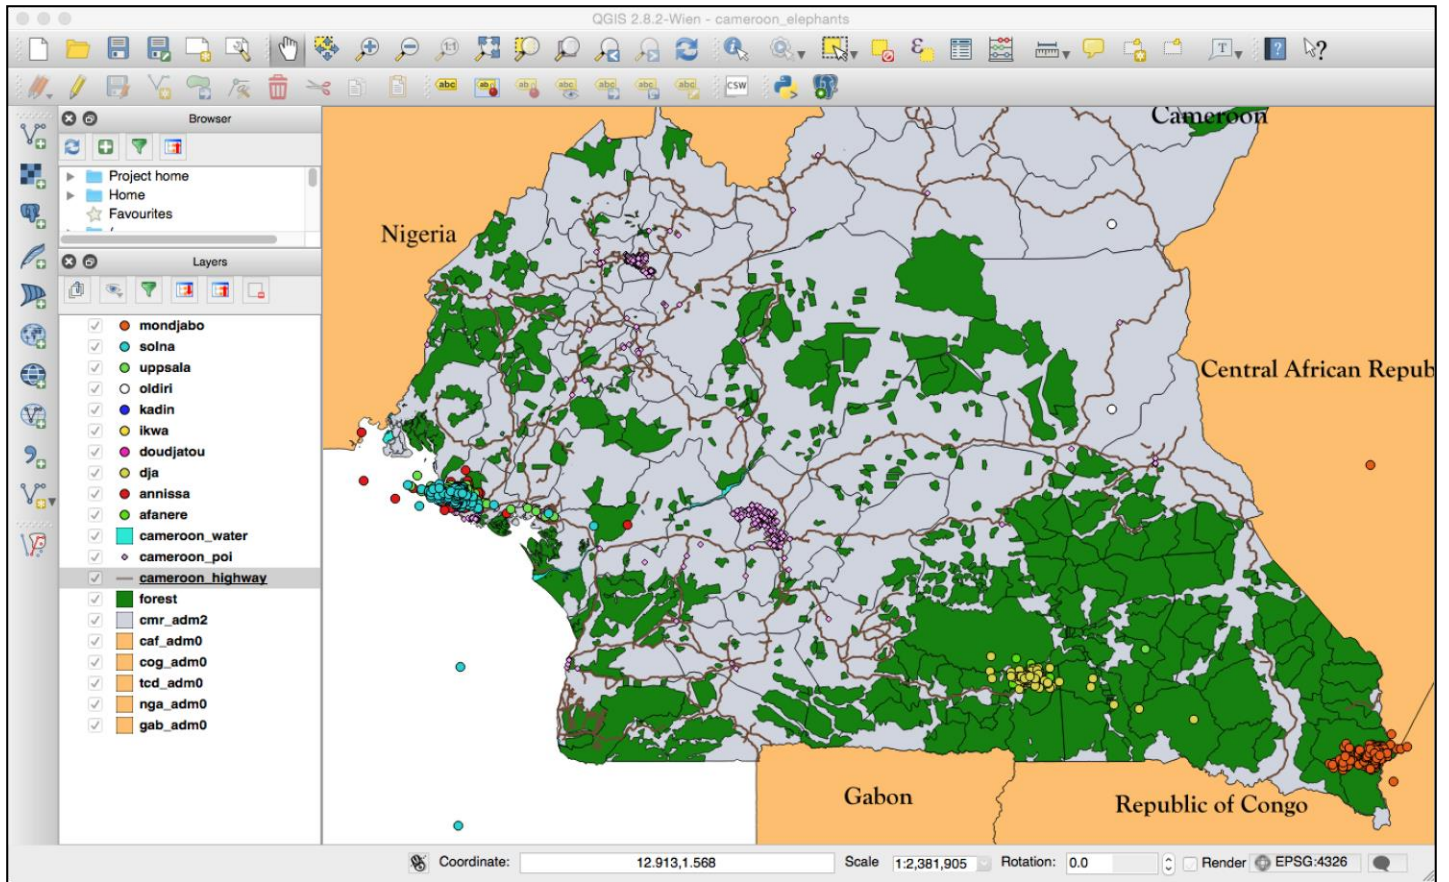 QGIS 2.8.2-Wien - cameroon_elephants
Browser
Project home
Home
Favourites
Layers
mondjabo
solna
uppsala
oldiri
kadin
ikwa
doudjatou
dja
annissa
afanere
cameroon_water
cameroon_poi
cameroon_highway
forest
cmr_adm2
caf_adm0
cog_adm0
tcd_adm0
nga_adm0
gab_adm0
Cameroon
Nigeria
Central African Repub
Gabon
Republic of Congo
Coordinate: 12.913,1.568 Scale 1:2,381,905 Rotation: 0.0 Render EPSG:4326